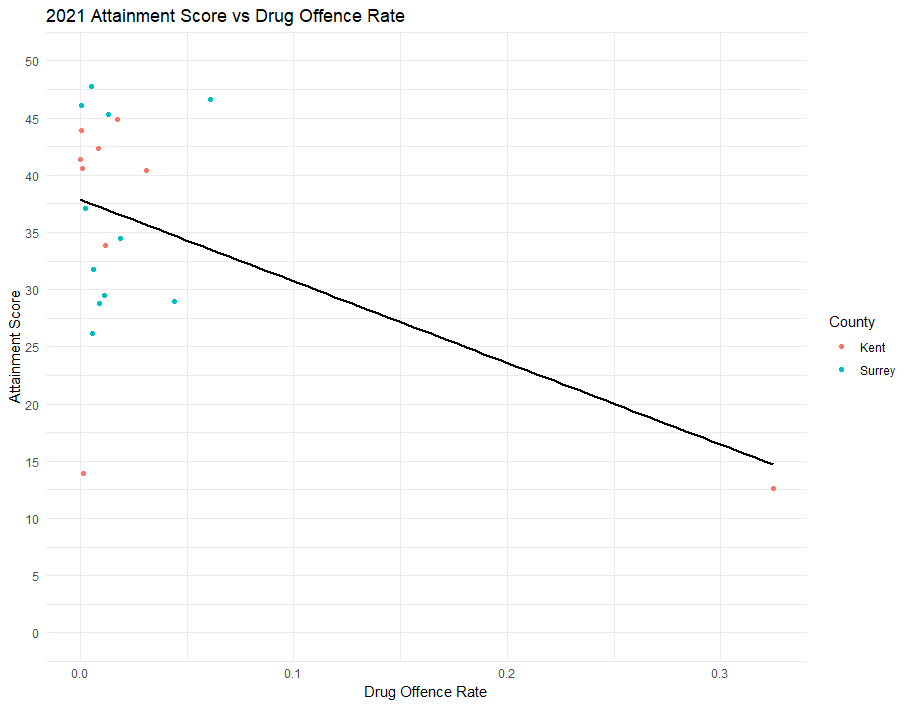 2021 Attainment Score vs Drug Offence Rate
50
45
40
35
30
25
20
15
10
5
0
Attainment Score
0.0 0.1 0.2 0.3
Drug Offence Rate
County
Kent
Surrey